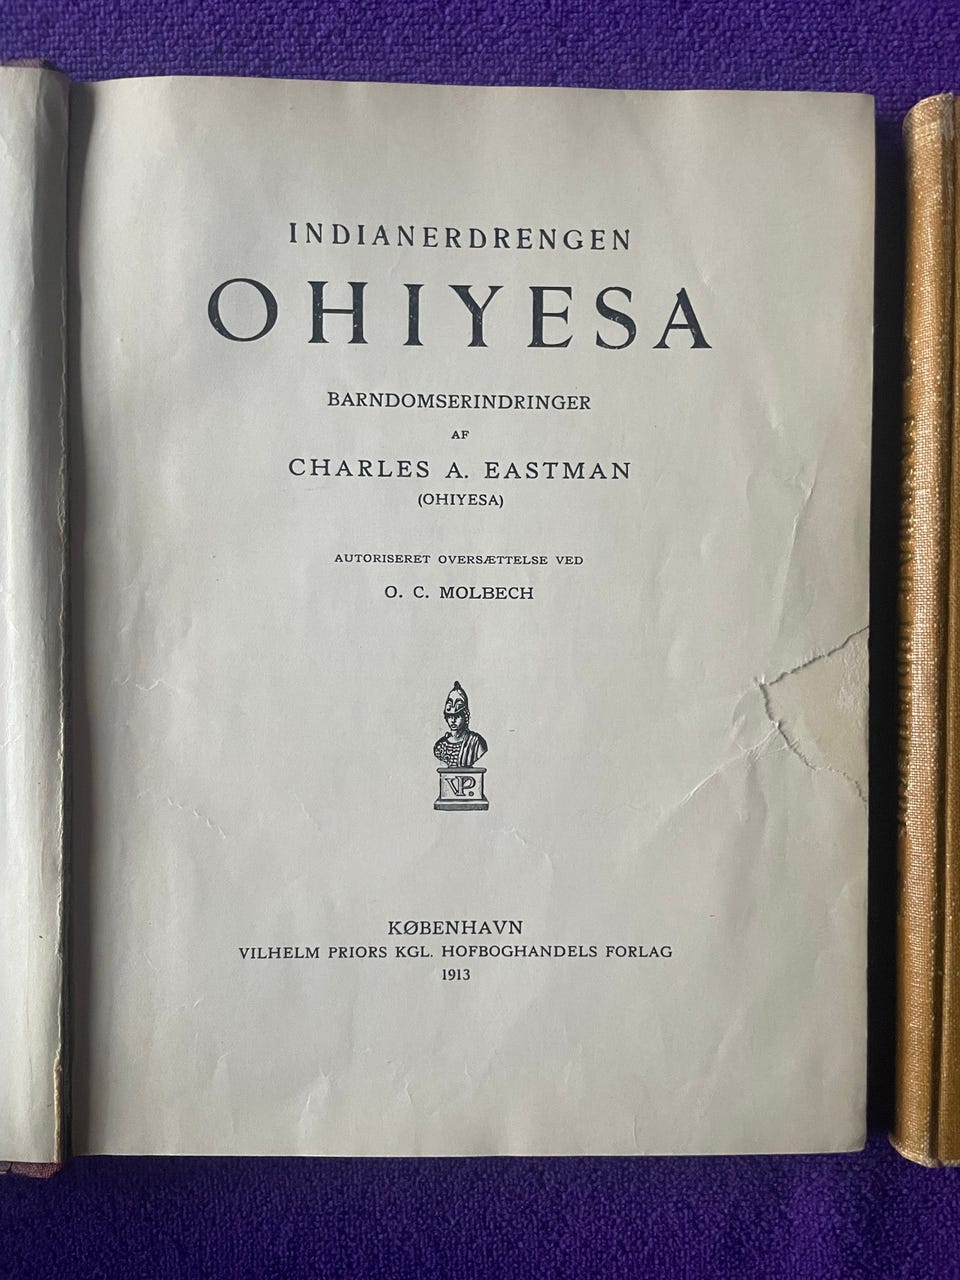 INDIANERDRENGEN
OHIYESA
BARNDOMSERINDRINGER
AF
CHARLES A. EASTMAN
(OHIYESA)
AUTORISERET OVERSÆTTELSE VED
O. C. MOLBECH
VP.
KØBENHAVN
VILHELM PRIORS KGL. HOFBOGHANDELS FORLAG
1913